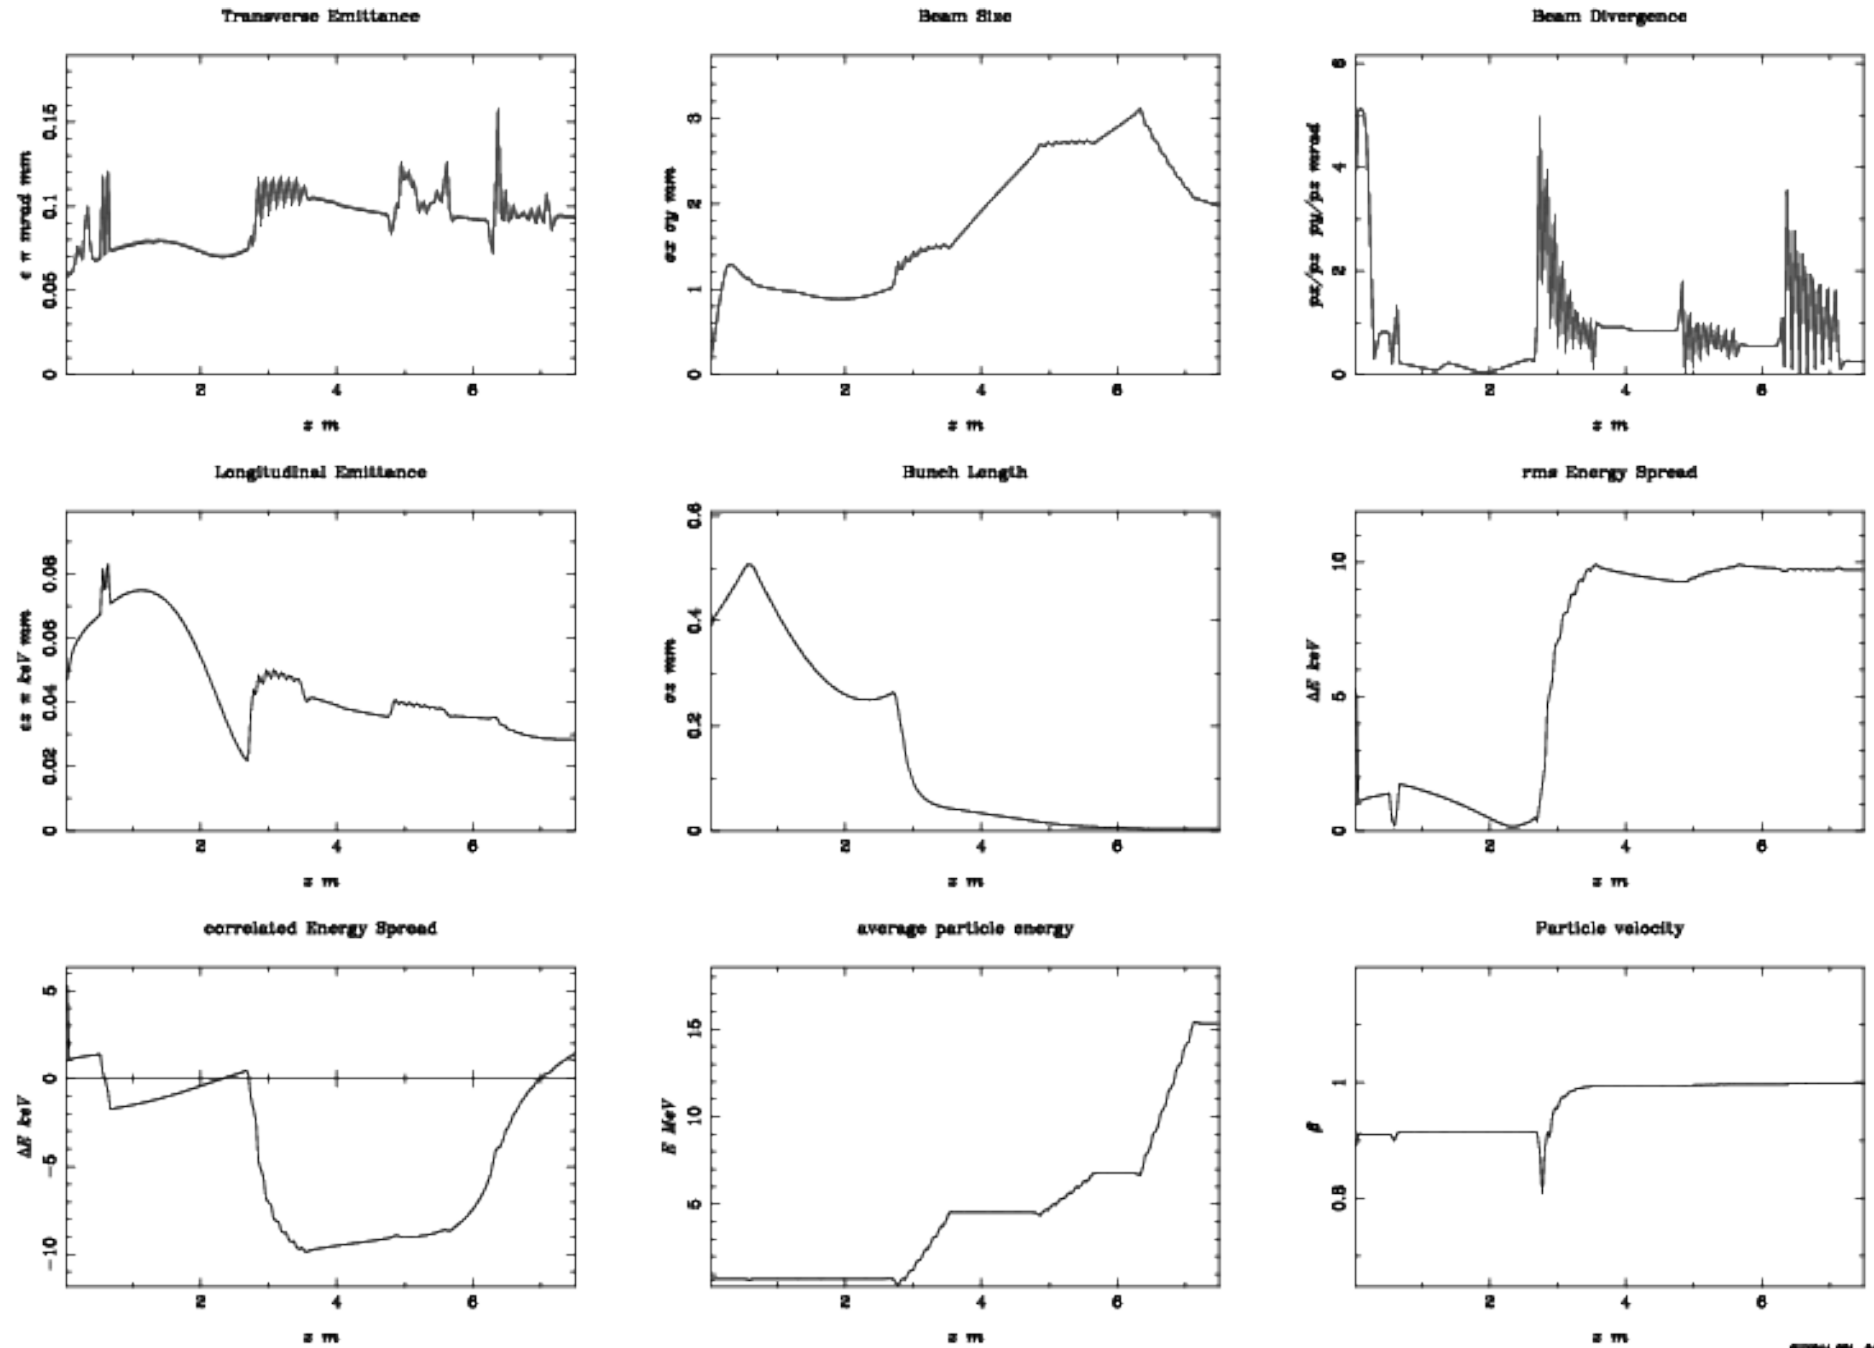 Transverse Emittance
Beam Size
Beam Divergence
ε π mrad mm
0.15
0.1
0.05
0
2
4
6
z m
σx σy mm
3
2
1
0
2
4
6
z m
px/pz py/pz mrad
6
4
2
0
2
4
6
z m
Longitudinal Emittance
Bunch Length
rms Energy Spread
εz π keV mm
0.08
0.06
0.04
0.02
0
2
4
6
z m
σz mm
0.6
0.4
0.2
0
2
4
6
z m
ΔE keV
10
5
0
2
4
6
z m
correlated Energy Spread
average particle energy
Particle velocity
ΔE keV
5
0
−5
−10
2
4
6
z m
E MeV
15
10
5
2
4
6
z m
β
1
0.8
2
4
6
z m